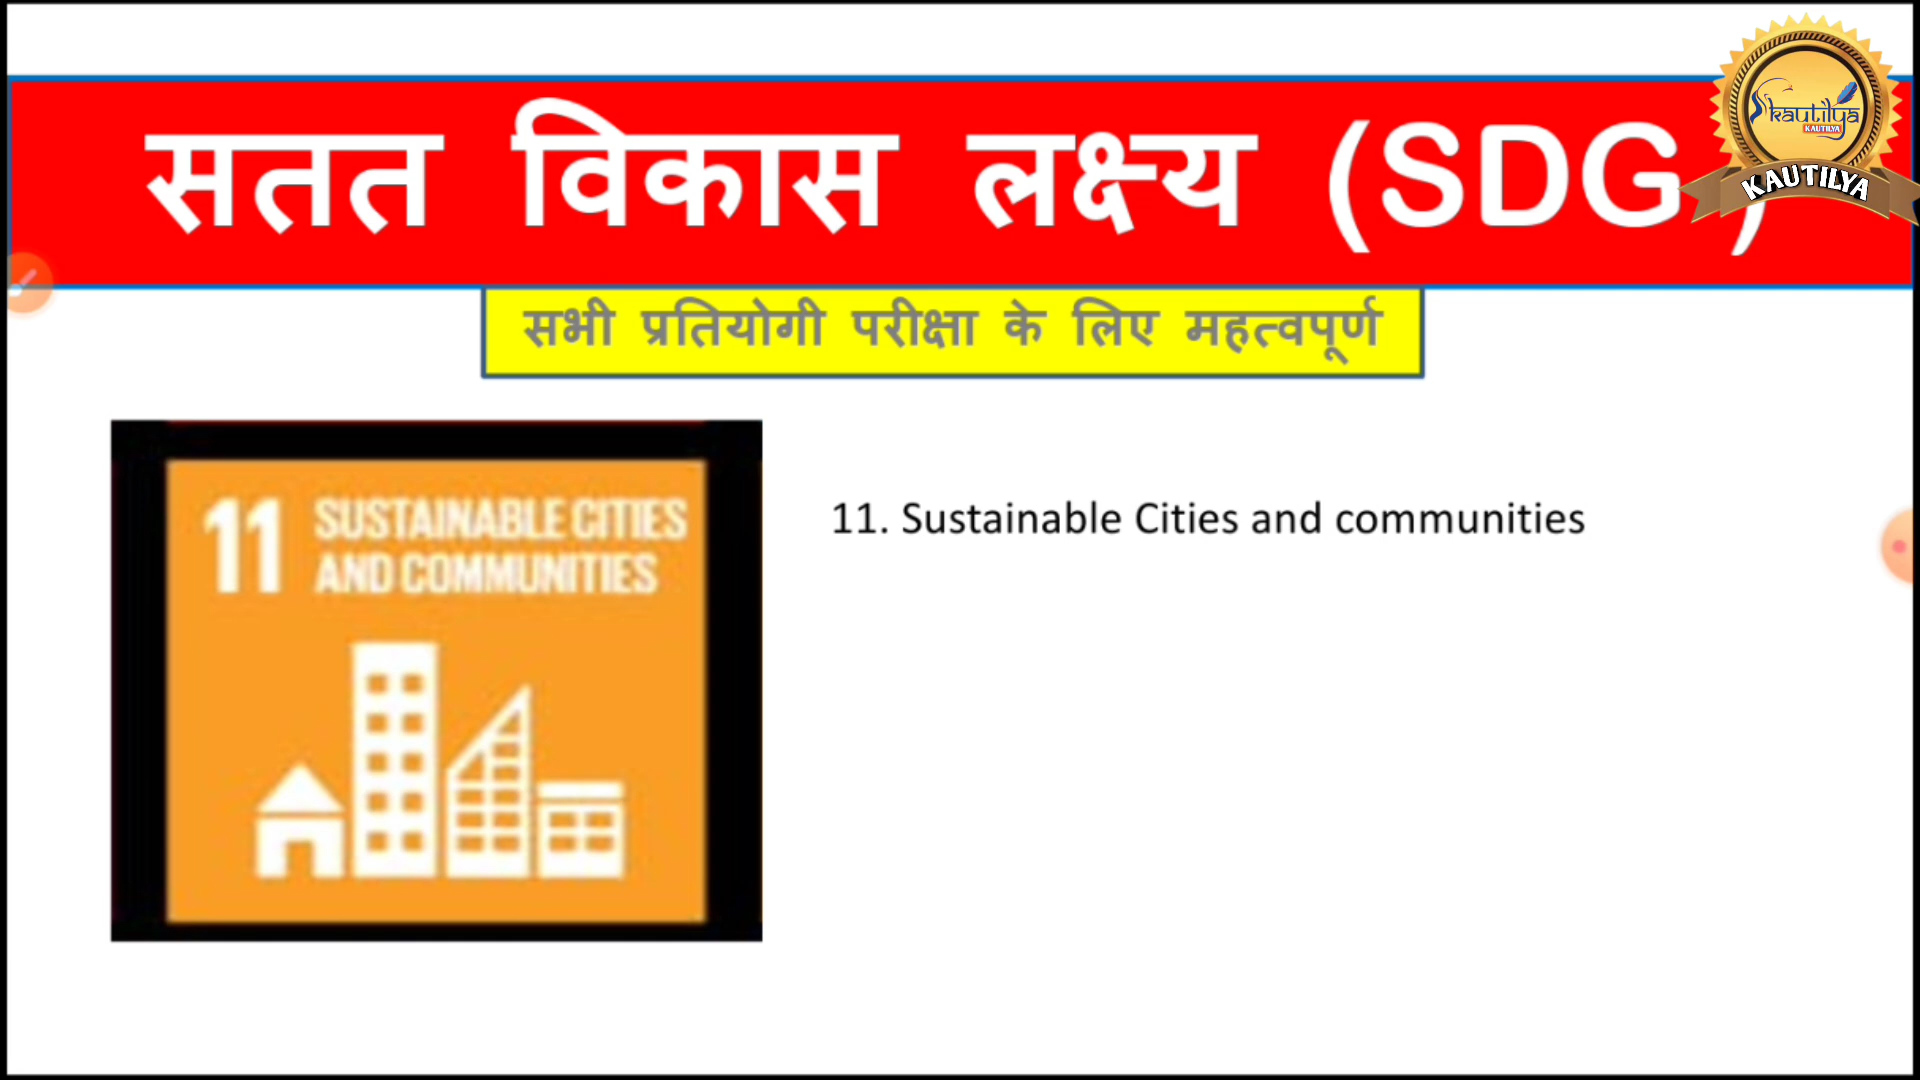 सतत विकास लक्ष्य (SDG )
kautilya
KAUTILYA
KAUTILYA
सभी प्रतियोगी परीक्षा के लिए महत्वपूर्ण
11 SUSTAINABLE CITIES
AND COMMUNITIES
11. Sustainable Cities and communities